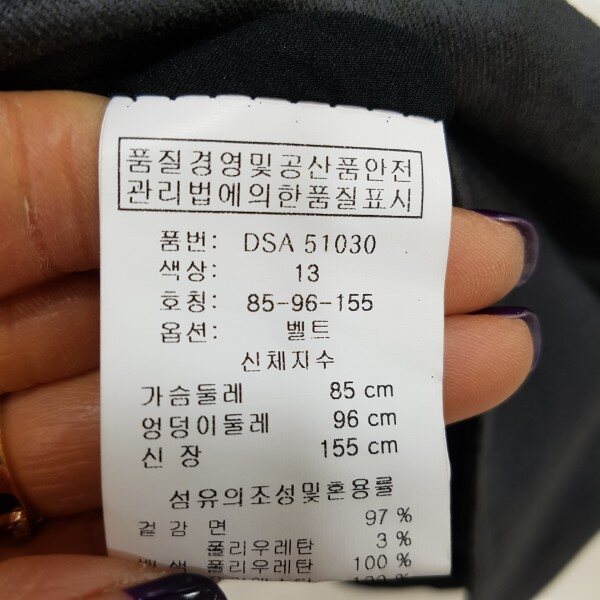 품질경영및공산품안전
관리법에의한품질표시
품번: DSA 51030
색상: 13
호칭: 85-96-155
옵션: 벨트
신체지수
가슴둘레 85 cm
엉덩이둘레 96 cm
신 장 155 cm
섬유의조성및혼용률
겉감 면 97 %
폴리우레탄 3 %
배색 폴리우레탄 100 %